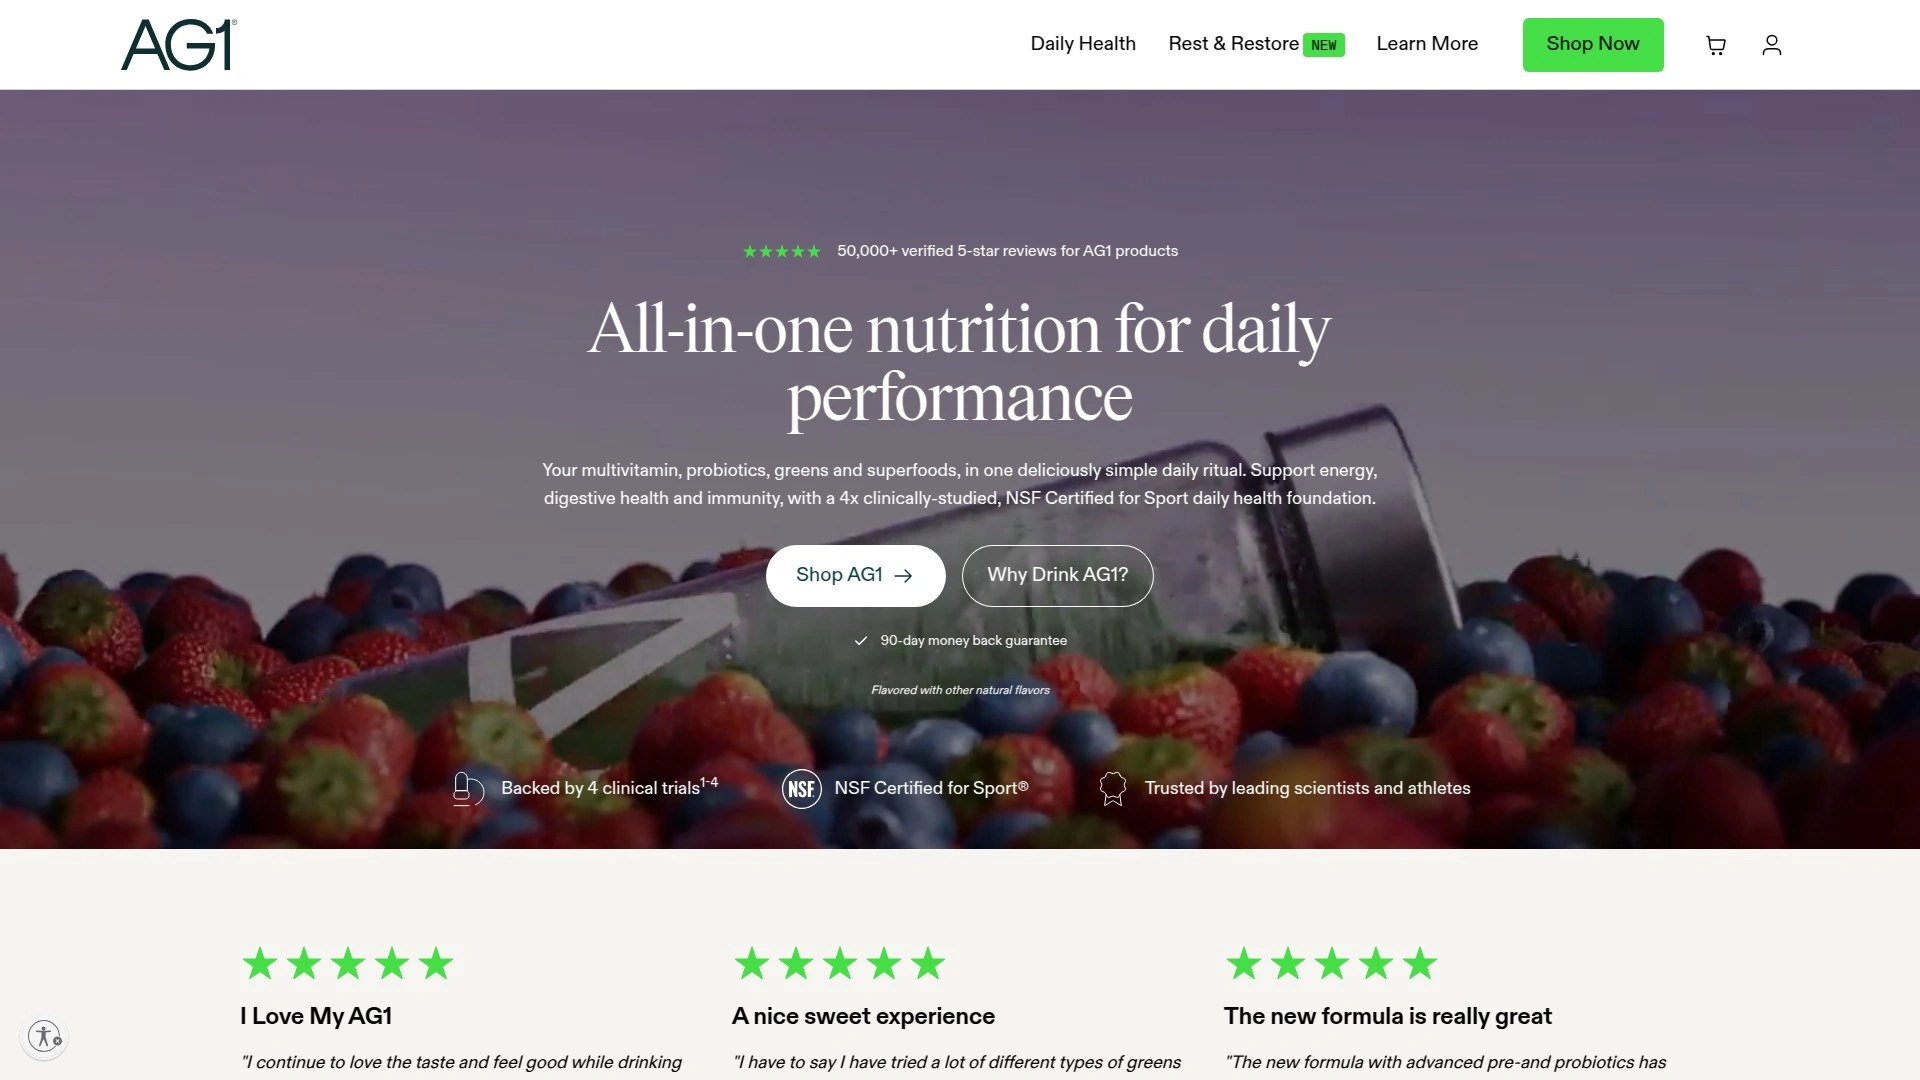 AG1®
Daily Health
Rest & Restore NEW
Learn More
Shop Now
50,000+ verified 5-star reviews for AG1 products
All-in-one nutrition for daily
performance
Your multivitamin, probiotics, greens and superfoods, in one deliciously simple daily ritual. Support energy,
digestive health and immunity, with a 4x clinically-studied, NSF Certified for Sport daily health foundation.
Shop AG1
Why Drink AG1?
90-day money back guarantee
Flavored with other natural flavors
Backed by 4 clinical trials1-4
NSF
NSF Certified for Sport®
Trusted by leading scientists and athletes
I Love My AG1
"I continue to love the taste and feel good while drinking
A nice sweet experience
"I have to say I have tried a lot of different types of greens
The new formula is really great
"The new formula with advanced pre-and probiotics has